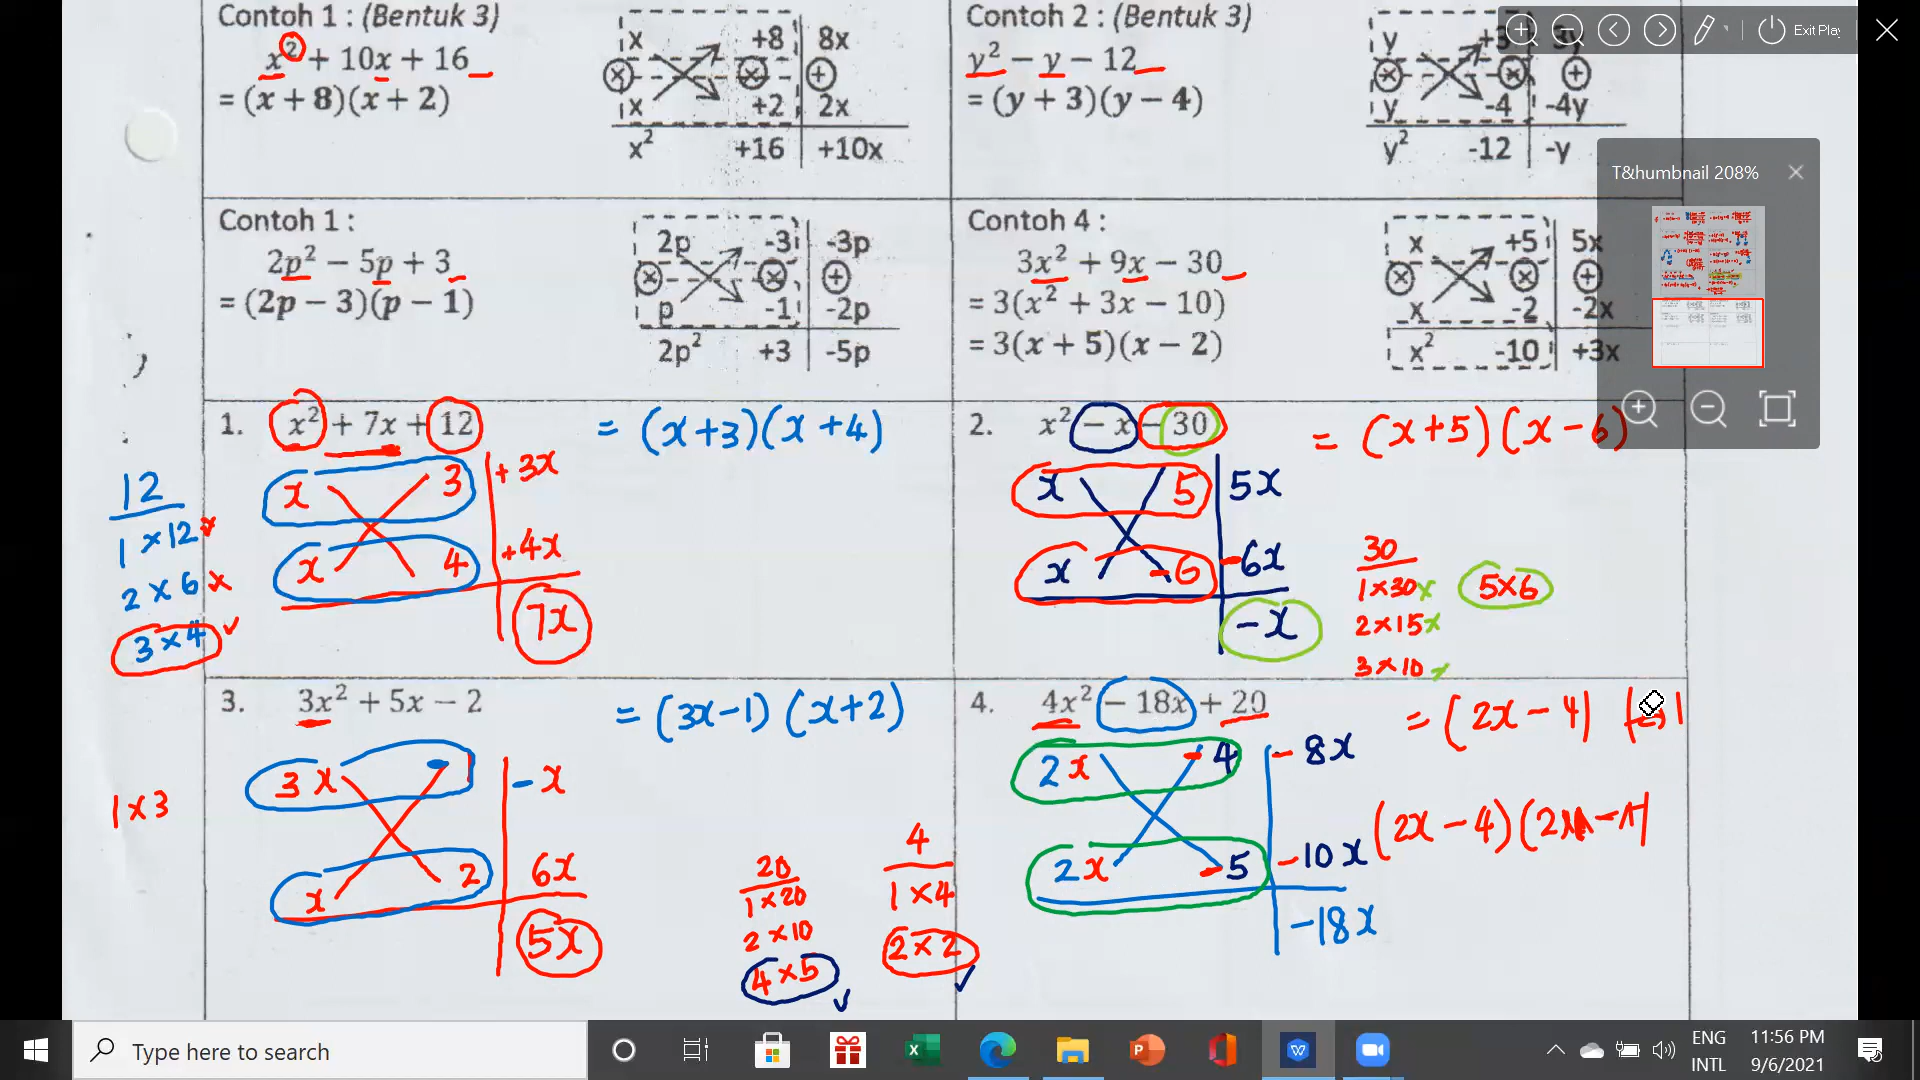 Contoh 1 : (Bentuk 3)
x² + 10x + 16
= (x + 8)(x + 2)
x +8 8x
x +2 2x
x² +16 +10x
Contoh 2 : (Bentuk 3)
y² − y − 12
= (y + 3)(y − 4)
y
y -4 -4y
y² -12 -y
Exit Play
T&humbnail 208%
Contoh 1 :
2p² − 5p + 3
= (2p − 3)(p − 1)
2p -3 -3p
p -1 -2p
2p² +3 -5p
Contoh 4 :
3x² + 9x − 30
= 3(x² + 3x − 10)
= 3(x + 5)(x − 2)
x +5 5x
x -2 -2x
x² -10 +3x
1. x² + 7x + 12 = (x+3)(x+4)
x 3 +3x
x 4 +4x
7x
12
1 × 12 ×
2 × 6 ×
3 × 4 ✓
2. x² − x − 30 = (x+5)(x−6)
x 5 5x
x -6 -6x
-x
30
1×30×
2×15×
3×10×
5×6
3. 3x² + 5x − 2 = (3x−1)(x+2)
3x - -x
x 2 6x
5x
1×3
20
1×20
2×10
4×5 ✓
4
1×4
2×2 ✓
4. 4x² − 18x + 20 = (2x−4)
2x -4 -8x
2x -5 -10x
-18x
(2x−4)(2x
Type here to search
ENG
INTL
11:56 PM
9/6/2021